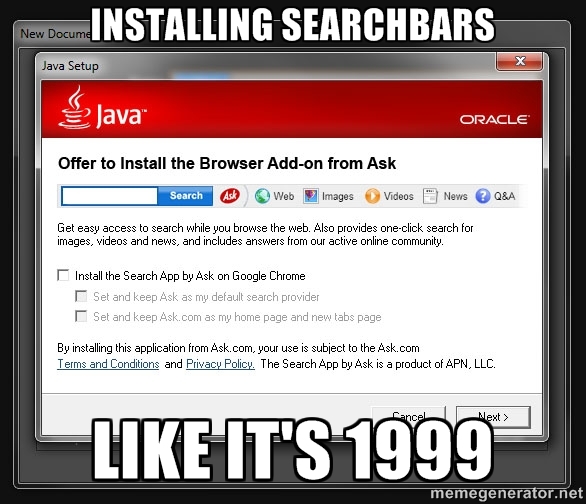 INSTALLING SEARCHBARS
New Docume
Java Setup
Java™
ORACLE®
Offer to Install the Browser Add-on from Ask
Search Ask Web Images Videos News Q&A
Get easy access to search while you browse the web. Also provides one-click search for
images, videos and news, and includes answers from our active online community.
Install the Search App by Ask on Google Chrome
Set and keep Ask as my default search provider
Set and keep Ask.com as my home page and new tabs page
By installing this application from Ask.com, your use is subject to the Ask.com
Terms and Conditions and Privacy Policy. The Search App by Ask is a product of APN, LLC.
Cancel Next >
LIKE IT'S 1999
memegenerator.net